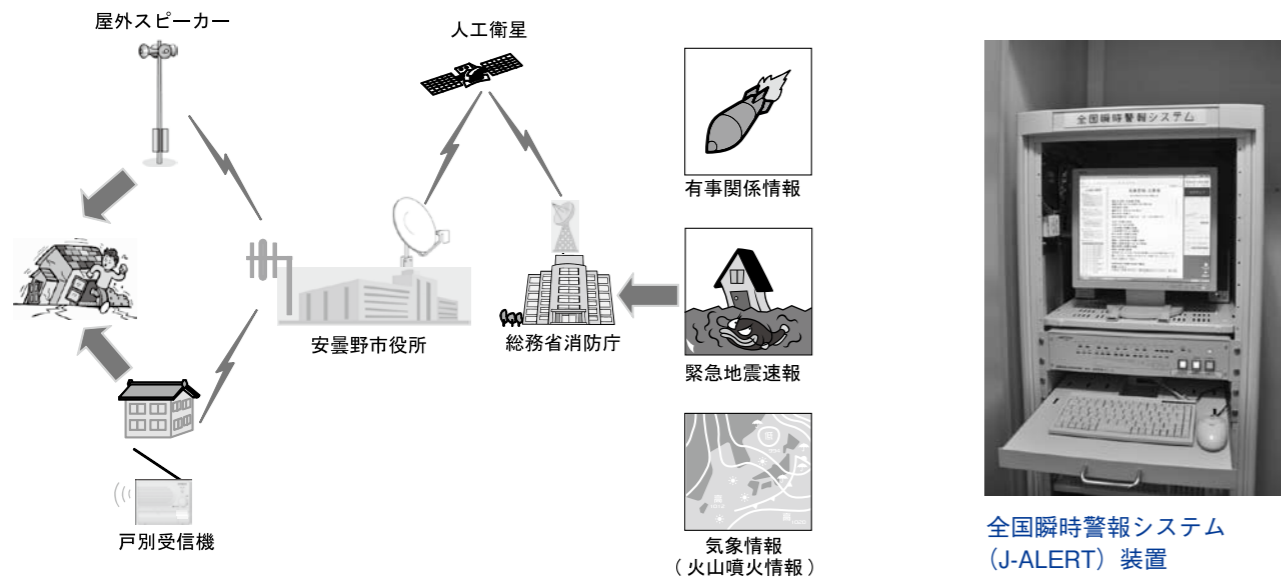 屋外スピーカー
人工衛星
有事関係情報
安曇野市役所
総務省消防庁
緊急地震速報
戸別受信機
気象情報
（火山噴火情報）
全国瞬時警報システム
全国瞬時警報システム
（J-ALERT）装置